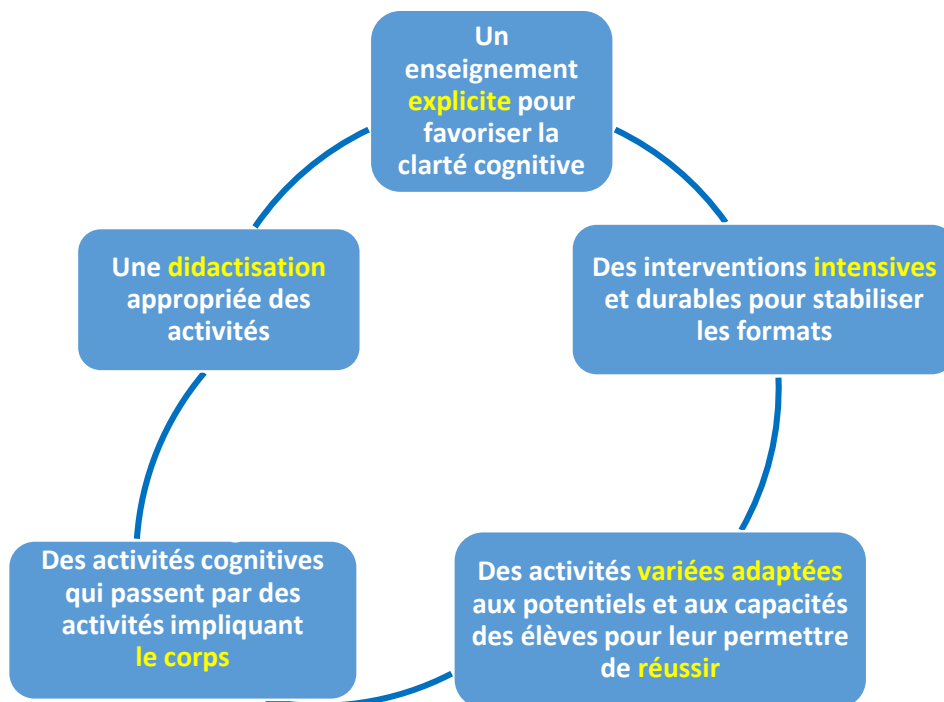 Un
enseignement
explicite pour
favoriser la
clarté cognitive
Une didactisation
appropriée des
activités
Des interventions intensives
et durables pour stabiliser
les formats
Des activités cognitives
qui passent par des
activités impliquant
le corps
Des activités variées adaptées
aux potentiels et aux capacités
des élèves pour leur permettre
de réussir